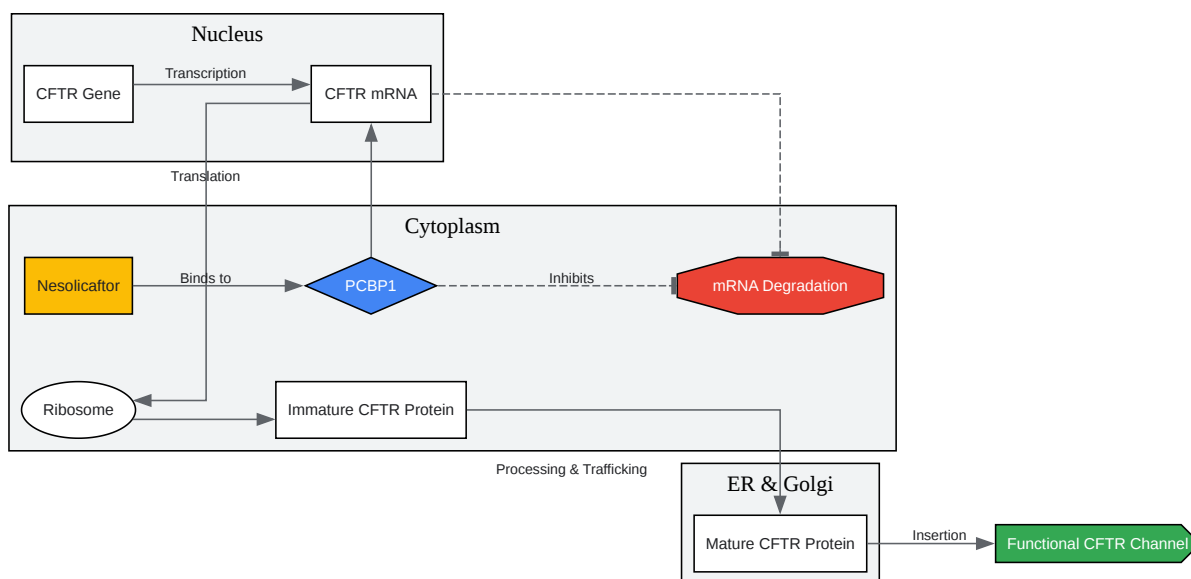 Nucleus
CFTR Gene
Transcription
CFTR mRNA
Translation
Cytoplasm
Nesolicaftor
Binds to
PCBP1
Inhibits
mRNA Degradation
Ribosome
Immature CFTR Protein
Processing & Trafficking
ER & Golgi
Mature CFTR Protein
Insertion
Functional CFTR Channel